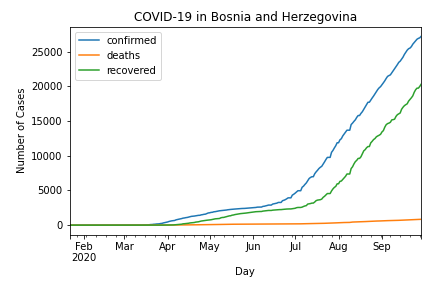 COVID-19 in Bosnia and Herzegovina
confirmed
deaths
recovered
Number of Cases
25000
20000
15000
10000
5000
0
Feb Mar Apr May Jun Jul Aug Sep
2020
Day